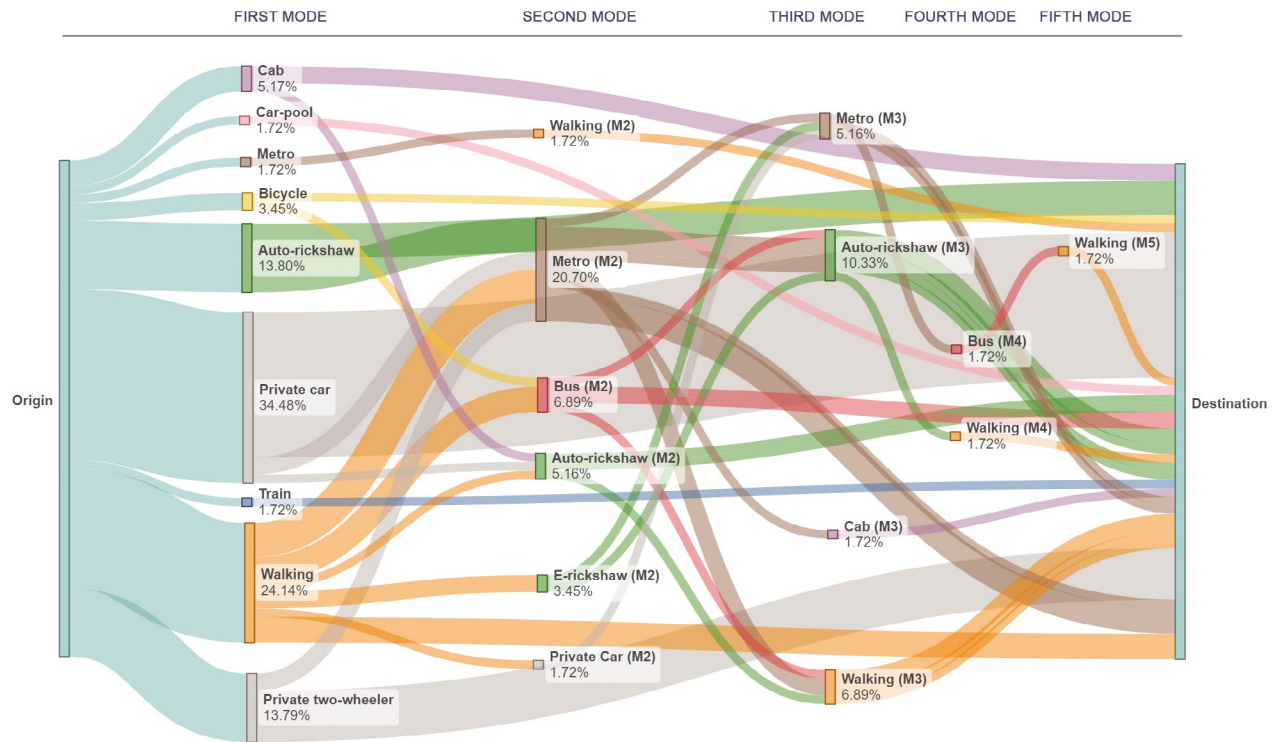 FIRST MODE
SECOND MODE
THIRD MODE
FOURTH MODE
FIFTH MODE
Origin
Cab
5.17%
Car-pool
1.72%
Metro
1.72%
Bicycle
3.45%
Auto-rickshaw
13.80%
Private car
34.48%
Train
1.72%
Walking
24.14%
Private two-wheeler
13.79%
Walking (M2)
1.72%
Metro (M2)
20.70%
Bus (M2)
6.89%
Auto-rickshaw (M2)
5.16%
E-rickshaw (M2)
3.45%
Private Car (M2)
1.72%
Metro (M3)
5.16%
Auto-rickshaw (M3)
10.33%
Cab (M3)
1.72%
Walking (M3)
6.89%
Bus (M4)
1.72%
Walking (M4)
1.72%
Walking (M5)
1.72%
Destination